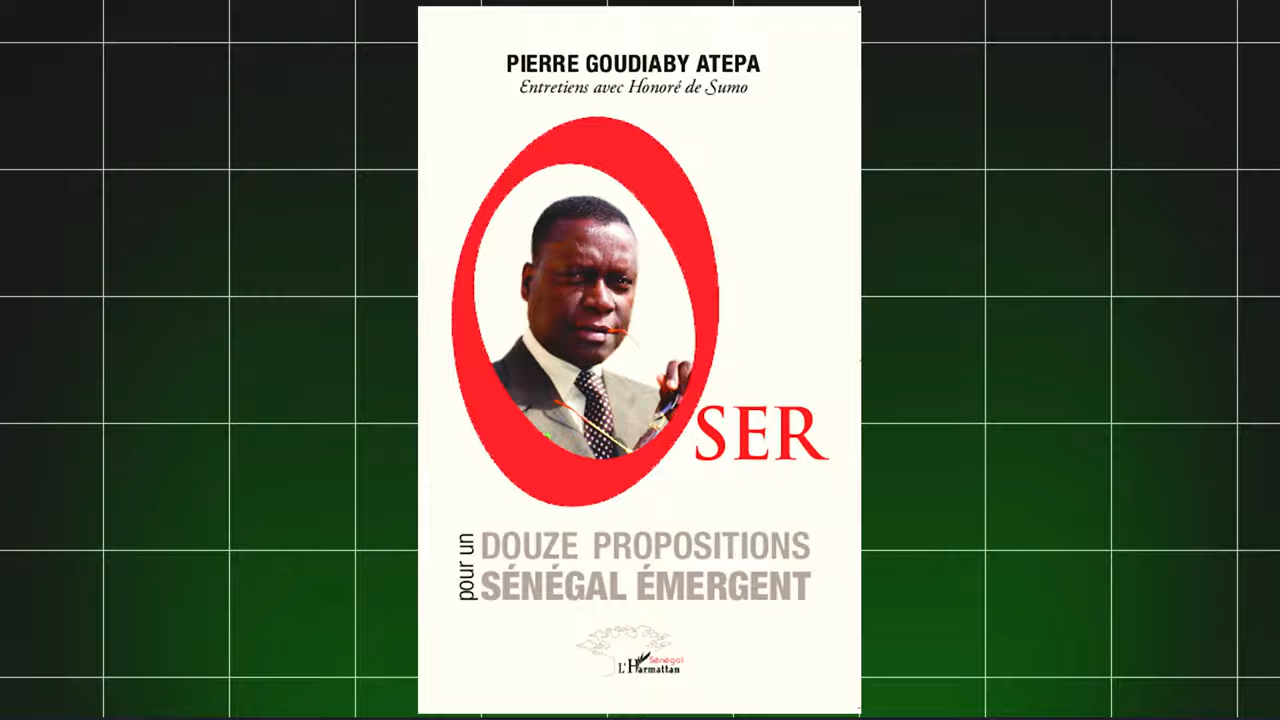 PIERRE GOUDIABY ATEPA
Entretiens avec Honoré de Sumo
OSER
pour un
DOUZE PROPOSITIONS
SÉNÉGAL ÉMERGENT
Sénégal
L'Harmattan